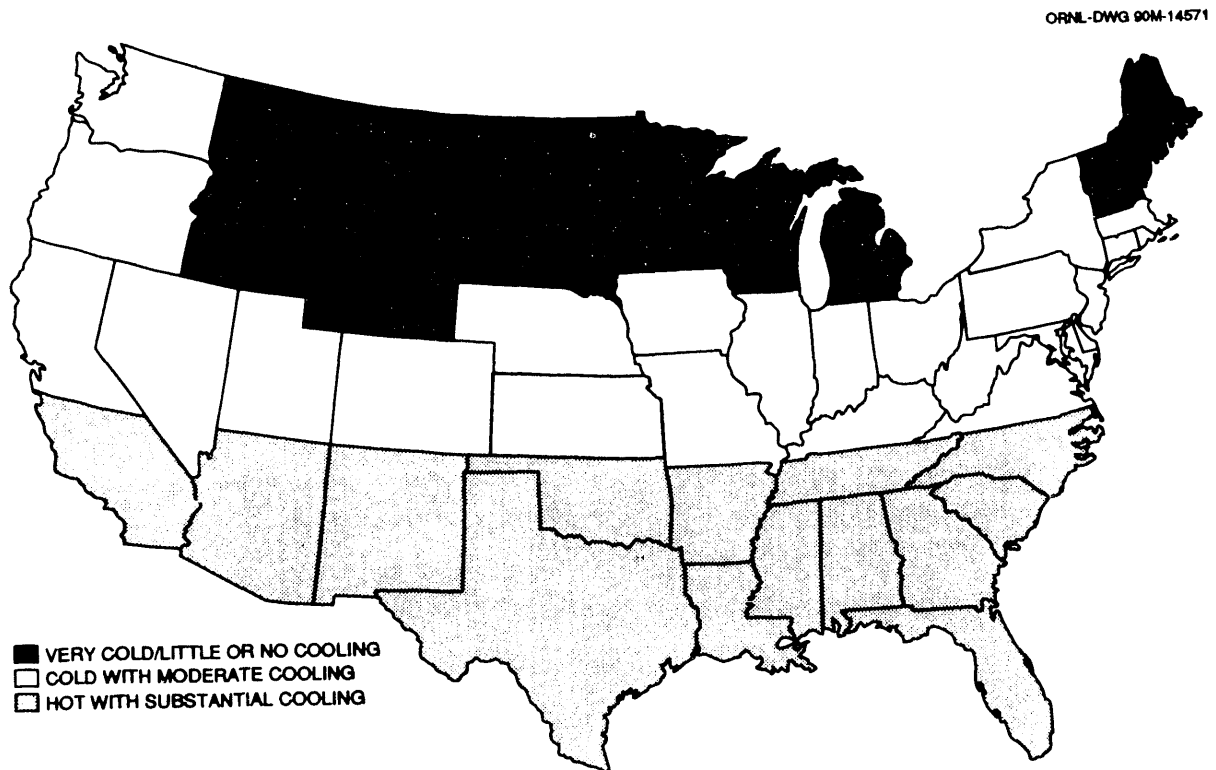 ORNL-DWG 90M-14571
VERY COLD/LITTLE OR NO COOLING
COLD WITH MODERATE COOLING
HOT WITH SUBSTANTIAL COOLING